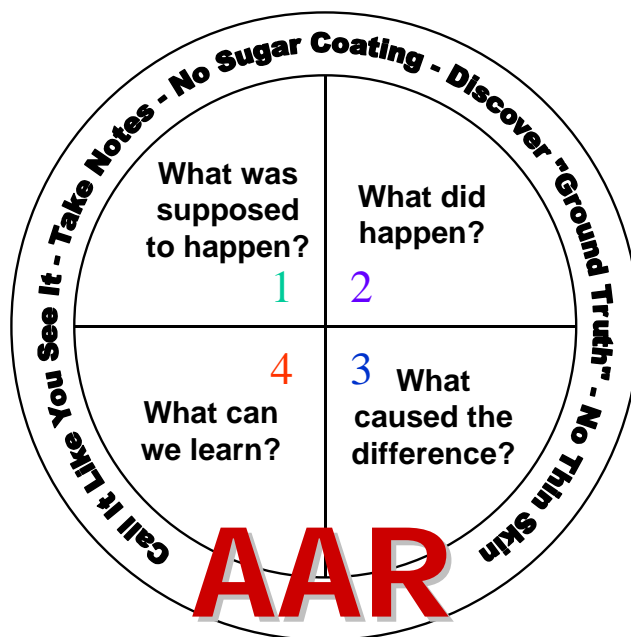 Call It Like You See It - Take Notes - No Sugar Coating - Discover "Ground Truth" - No Thin Skin
What was
supposed
to happen?
1
What did
happen?
2
3 What
caused the
difference?
4
What can
we learn?
AAR